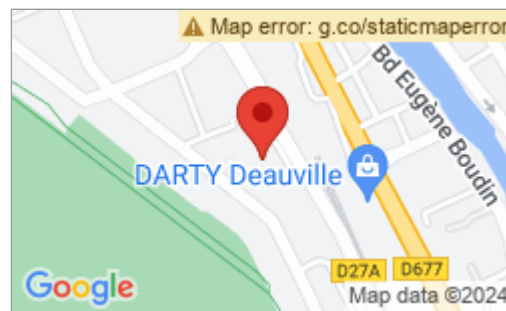 Map error: g.co/staticmaperror
Bd Eugène Boudin
DARTY Deauville
D27A
D677
Google
Map data ©2024